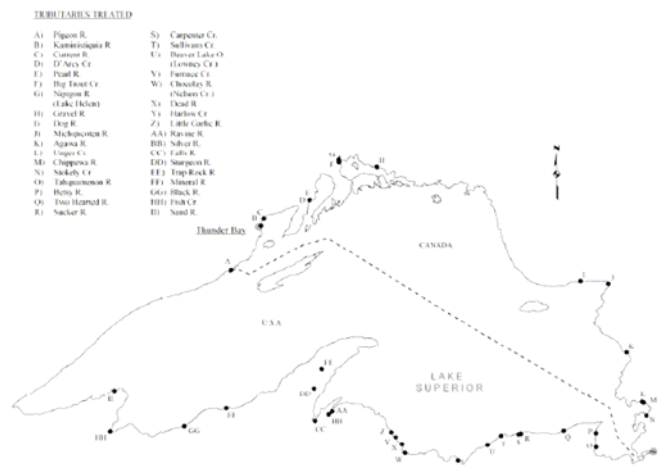 TRIBUTARIES TREATED
A) Pigeon R.
B) Kaministiquia R.
C) Current R.
D) D'Arcy Cr.
E) Pearl R.
F) Big Trout Cr.
G) Nipigon R.
(Lake Helen)
H) Gravel R.
I) Dog R.
J) Michipicoten R.
K) Agawa R.
L)
M) Chippewa R.
N) Stokely Cr.
O) Tahquamenon R.
P) Betsy R.
Q) Two Hearted R.
R) Sucker R.
S) Carpenter Cr.
T) Sullivans Cr.
U) Beaver Lake O.
(Lowney Cr.)
V) Furnace Cr.
W) Chocolay R.
(Nelson Cr.)
X) Dead R.
Y) Harlow Cr.
Z) Little Garlic R.
AA) Ravine R.
BB) Silver R.
CC) Falls R.
DD) Sturgeon R.
EE) Trap Rock R.
FF) Mineral R.
GG) Black R.
HH) Fish Cr.
II) Sand R.
N
G
F
H
E
D
C
B
Thunder Bay
CANADA
A
I
J
U.S.A
K
EE
LAKE
SUPERIOR
DD
II
L
M
AA
BB
N
CC
HH
GG
Z
V
X
W
U
R
Q
P
O